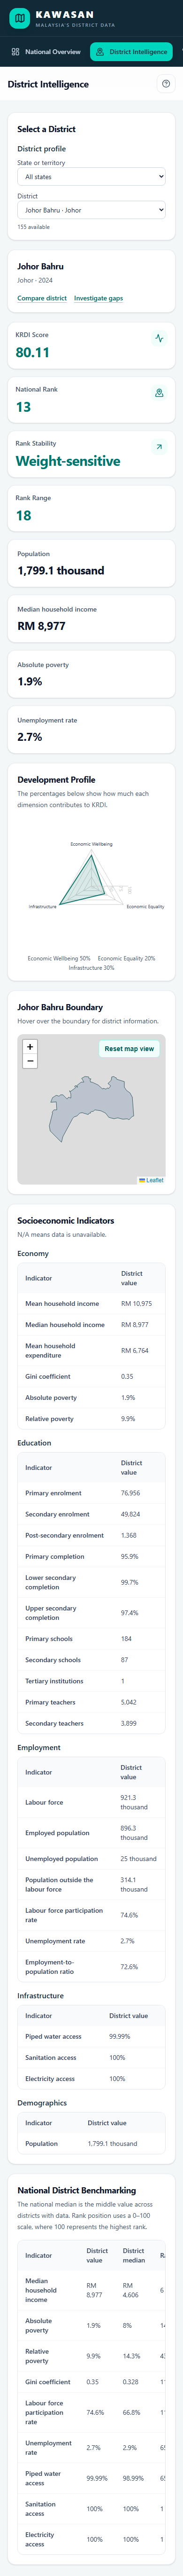 KAWASAN
MALAYSIA'S DISTRICT DATA
National Overview
District Intelligence
District Intelligence
Select a District
District profile
State or territory
All states
District
Johor Bahru · Johor
155 available
Johor Bahru
Johor · 2024
Compare district
Investigate gaps
KRDI Score
80.11
National Rank
13
Rank Stability
Weight-sensitive
Rank Range
18
Population
1,799.1 thousand
Median household income
RM 8,977
Absolute poverty
1.9%
Unemployment rate
2.7%
Development Profile
The percentages below show how much each
dimension contributes to KRDI.
Economic Wellbeing
Infrastructure
Economic Equality
Economic Wellbeing 50%
Economic Equality 20%
Infrastructure 30%
Johor Bahru Boundary
Hover over the boundary for district information.
+
−
Reset map view
Leaflet
Socioeconomic Indicators
N/A means data is unavailable.
Economy
Indicator
District
value
Mean household income
RM 10,975
Median household income
RM 8,977
Mean household
expenditure
RM 6,764
Gini coefficient
0.35
Absolute poverty
1.9%
Relative poverty
9.9%
Education
Indicator
District
value
Primary enrolment
76,956
Secondary enrolment
49,824
Post-secondary enrolment
1,368
Primary completion
95.9%
Lower secondary
completion
99.7%
Upper secondary
completion
97.4%
Primary schools
184
Secondary schools
87
Tertiary institutions
1
Primary teachers
5,042
Secondary teachers
3,899
Employment
Indicator
District
value
Labour force
921.3
thousand
Employed population
896.3
thousand
Unemployed population
25 thousand
Population outside the
labour force
314.1
thousand
Labour force participation
rate
74.6%
Unemployment rate
2.7%
Employment-to-
population ratio
72.6%
Infrastructure
Indicator
District value
Piped water access
99.99%
Sanitation access
100%
Electricity access
100%
Demographics
Indicator
District value
Population
1,799.1 thousand
National District Benchmarking
The national median is the middle value across
districts with data. Rank position uses a 0–100
scale, where 100 represents the highest rank.
Indicator
District
value
District
median
Median
household
income
RM
8,977
RM
4,606
6
Absolute
poverty
1.9%
8%
Relative
poverty
9.9%
14.3%
Gini coefficient
0.35
0.328
Labour force
participation
rate
74.6%
66.8%
Unemployment
rate
2.7%
2.9%
Piped water
access
99.99%
98.99%
Sanitation
access
100%
100%
1
Electricity
access
100%
100%
1